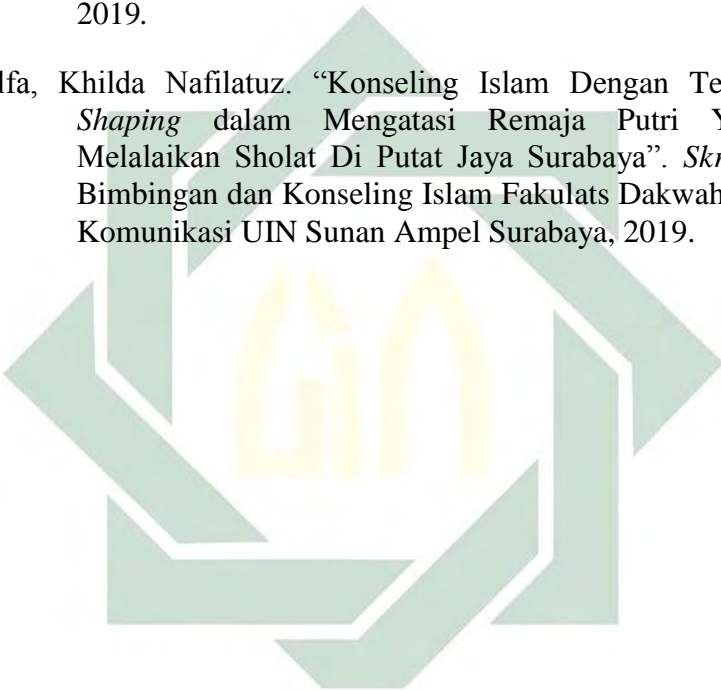 2019.
lfa, Khilda Nafilatuz. “Konseling Islam Dengan Te
Shaping dalam Mengatasi Remaja Putri Y
Melalaikan Sholat Di Putat Jaya Surabaya”. Skr
Bimbingan dan Konseling Islam Fakulats Dakwah
Komunikasi UIN Sunan Ampel Surabaya, 2019.